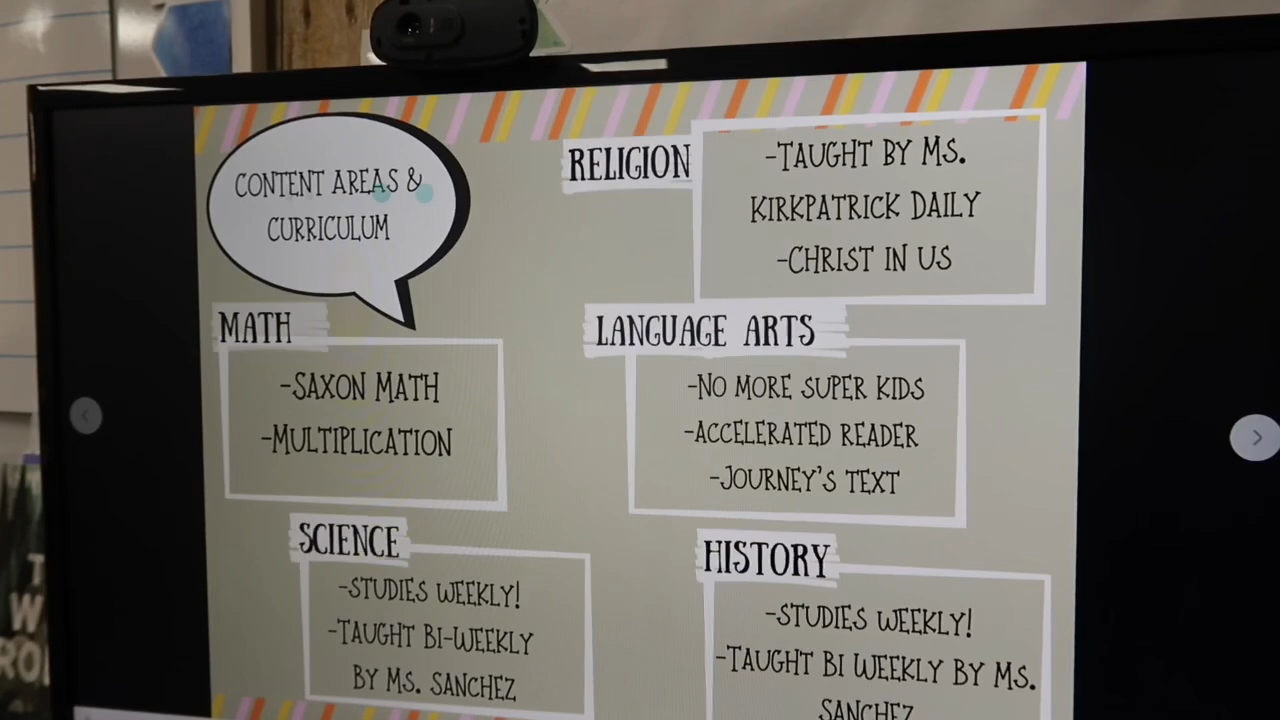 CONTENT AREAS &
CURRICULUM
RELIGION
-TAUGHT BY MS.
KIRKPATRICK DAILY
-CHRIST IN US
MATH
-SAXON MATH
-MULTIPLICATION
LANGUAGE ARTS
-NO MORE SUPER KIDS
-ACCELERATED READER
-JOURNEY'S TEXT
SCIENCE
-STUDIES WEEKLY!
-TAUGHT BI-WEEKLY
BY MS. SANCHEZ
HISTORY
-STUDIES WEEKLY!
-TAUGHT BI WEEKLY BY MS.
SANCHEZ